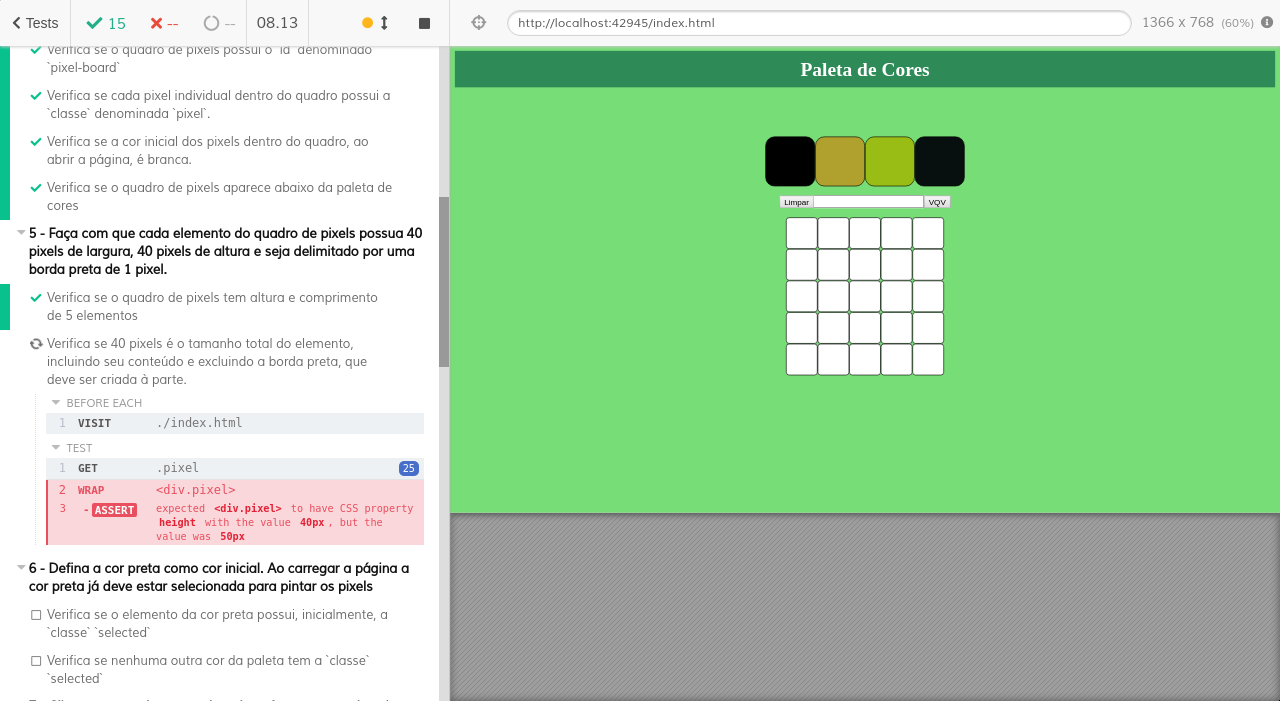 Tests
15
--
--
08.13
http://localhost:42945/index.html
1366 x 768 (60%)
Verifica se o quadro de pixels possui o `id` denominado
`pixel-board`
Verifica se cada pixel individual dentro do quadro possui a
`classe` denominada `pixel`.
Verifica se a cor inicial dos pixels dentro do quadro, ao
abrir a página, é branca.
Verifica se o quadro de pixels aparece abaixo da paleta de
cores
5 - Faça com que cada elemento do quadro de pixels possua 40
pixels de largura, 40 pixels de altura e seja delimitado por uma
borda preta de 1 pixel.
Verifica se o quadro de pixels tem altura e comprimento
de 5 elementos
Verifica se 40 pixels é o tamanho total do elemento,
incluindo seu conteúdo e excluindo a borda preta, que
deve ser criada à parte.
BEFORE EACH
1 VISIT ./index.html
TEST
1 GET .pixel 25
2 WRAP <div.pixel>
3 -ASSERT expected <div.pixel> to have CSS property
height with the value 40px, but the
value was 50px
6 - Defina a cor preta como cor inicial. Ao carregar a página a
cor preta já deve estar selecionada para pintar os pixels
Verifica se o elemento da cor preta possui, inicialmente, a
`classe` `selected`
Verifica se nenhuma outra cor da paleta tem a `classe`
`selected`
Paleta de Cores
Limpar
VQV